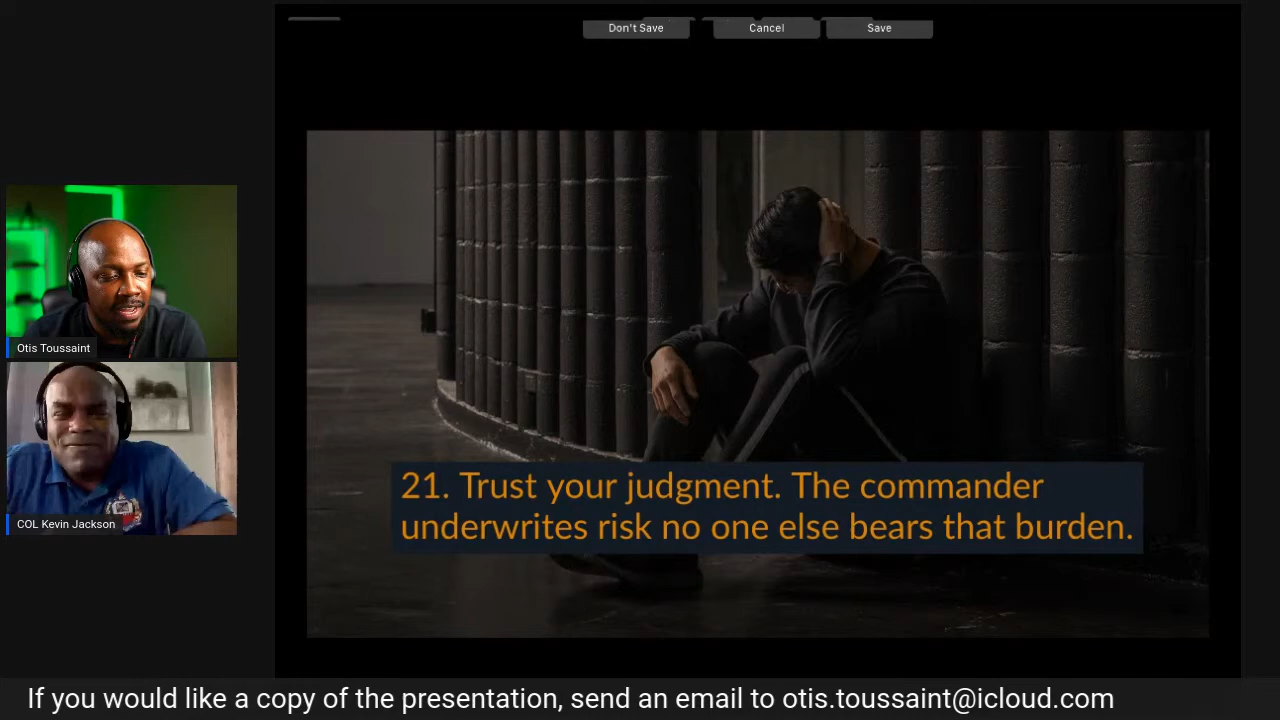 Don't Save
Cancel
Save
Otis Toussaint
COL Kevin Jackson
21. Trust your judgment. The commander
underwrites risk no one else bears that burden.
If you would like a copy of the presentation, send an email to otis.toussaint@icloud.com